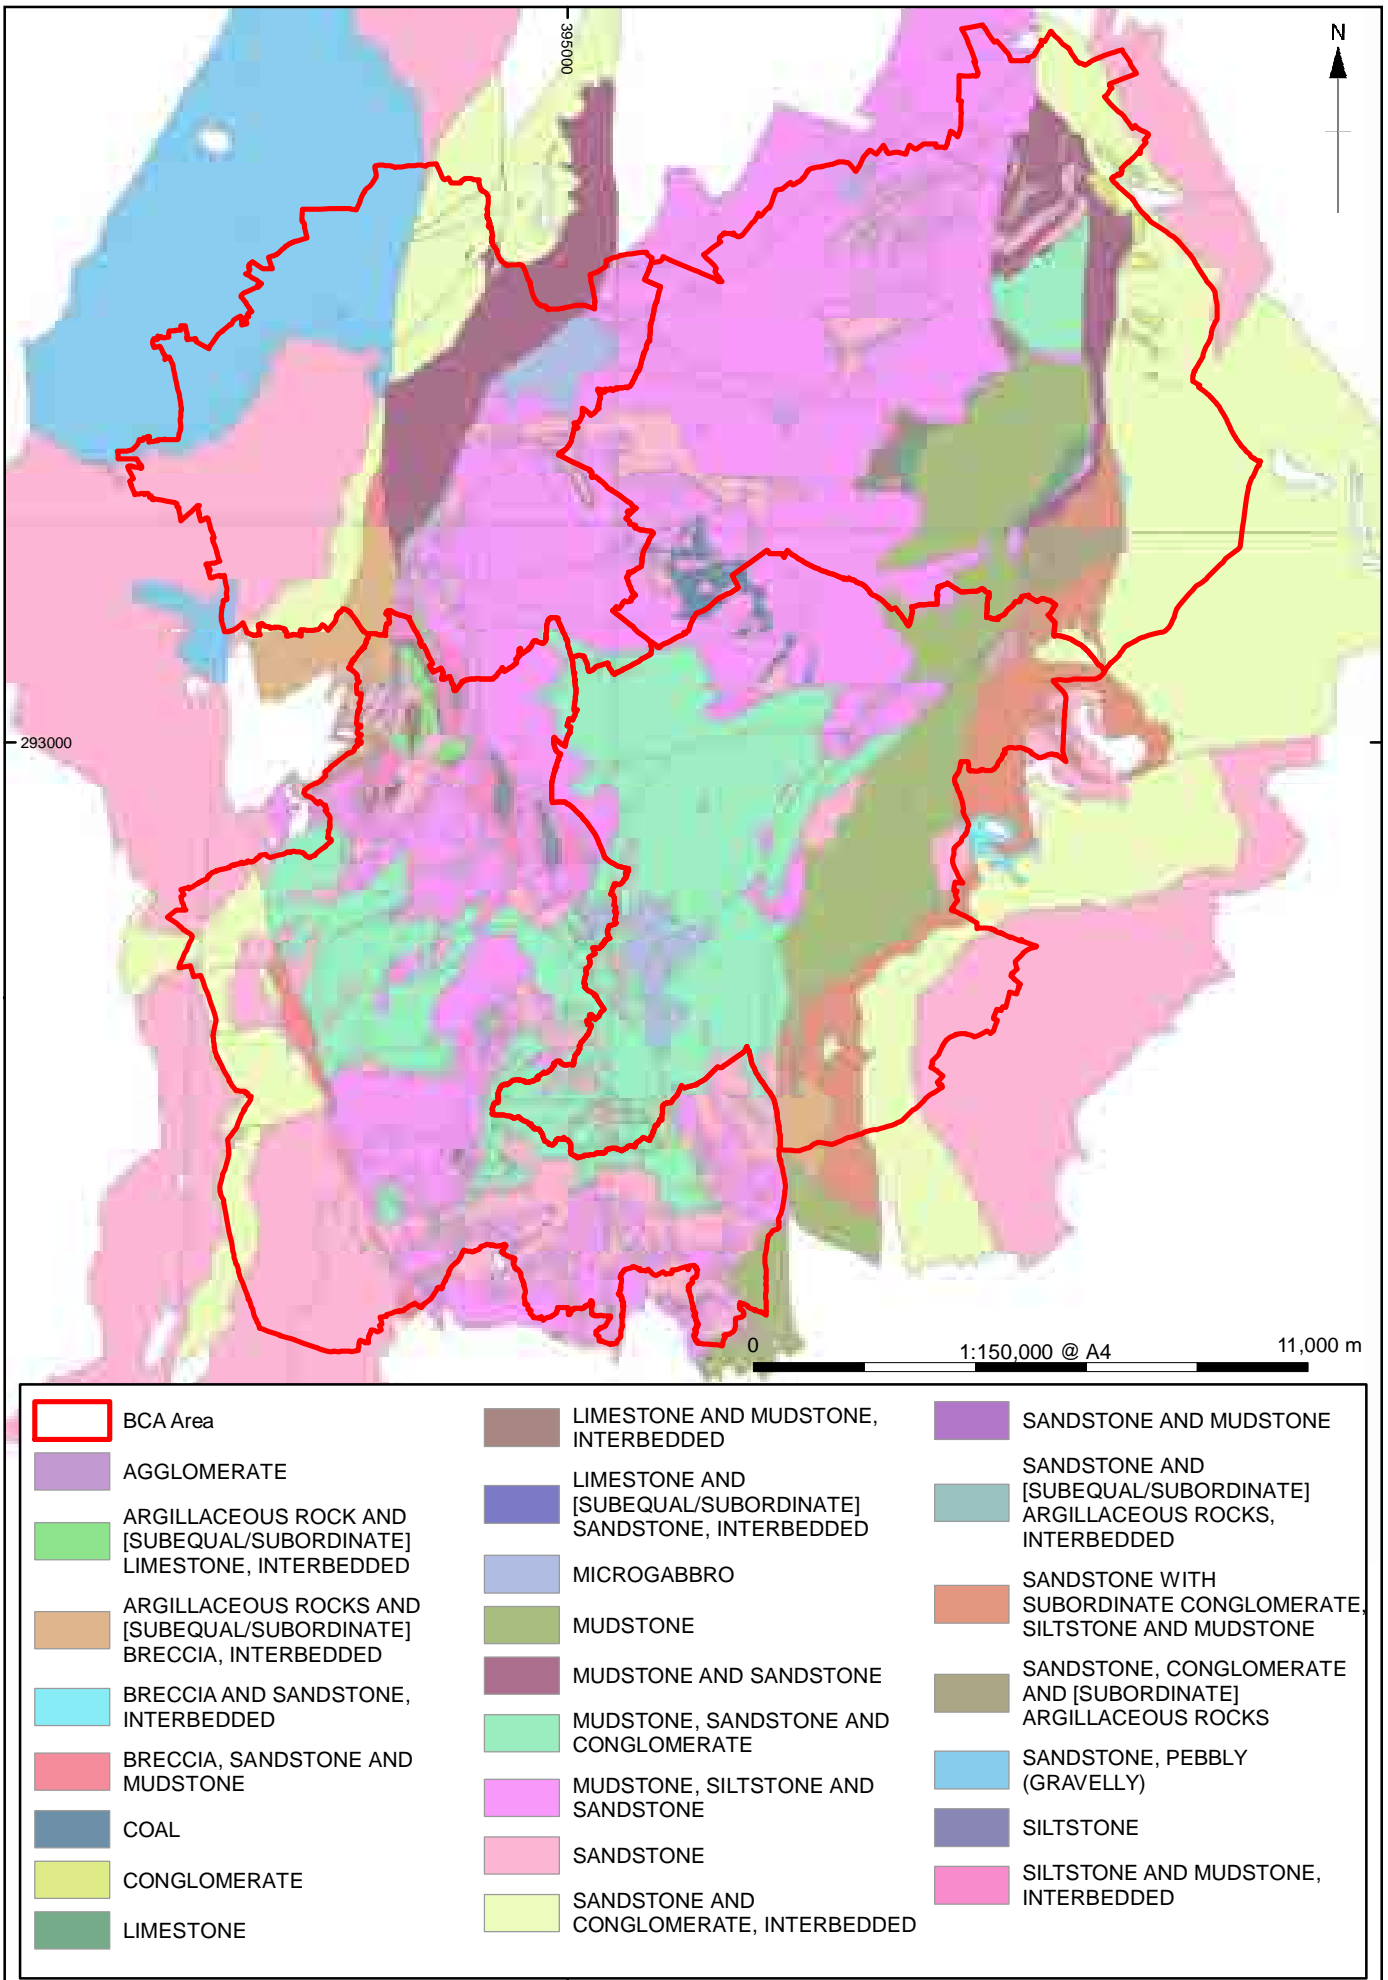 395000
N
293000
0
1:150,000 @ A4
11,000 m
BCA Area
AGGLOMERATE
ARGILLACEOUS ROCK AND
[SUBEQUAL/SUBORDINATE]
LIMESTONE, INTERBEDDED
ARGILLACEOUS ROCKS AND
[SUBEQUAL/SUBORDINATE]
BRECCIA, INTERBEDDED
BRECCIA AND SANDSTONE,
INTERBEDDED
BRECCIA, SANDSTONE AND
MUDSTONE
COAL
CONGLOMERATE
LIMESTONE
LIMESTONE AND MUDSTONE,
INTERBEDDED
LIMESTONE AND
[SUBEQUAL/SUBORDINATE]
SANDSTONE, INTERBEDDED
MICROGABBRO
MUDSTONE
MUDSTONE AND SANDSTONE
MUDSTONE, SANDSTONE AND
CONGLOMERATE
MUDSTONE, SILTSTONE AND
SANDSTONE
SANDSTONE
SANDSTONE AND
CONGLOMERATE, INTERBEDDED
SANDSTONE AND MUDSTONE
SANDSTONE AND
[SUBEQUAL/SUBORDINATE]
ARGILLACEOUS ROCKS,
INTERBEDDED
SANDSTONE WITH
SUBORDINATE CONGLOMERATE,
SILTSTONE AND MUDSTONE
SANDSTONE, CONGLOMERATE
AND [SUBORDINATE]
ARGILLACEOUS ROCKS
SANDSTONE, PEBBLY
(GRAVELLY)
SILTSTONE
SILTSTONE AND MUDSTONE,
INTERBEDDED